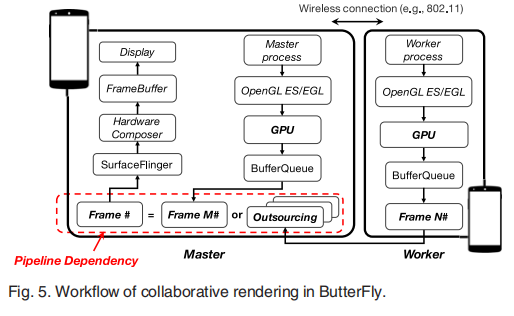 Wireless connection (e.g., 802.11)
Display
FrameBuffer
Hardware
Composer
SurfaceFlinger
Master
process
OpenGL ES/EGL
GPU
BufferQueue
Worker
process
OpenGL ES/EGL
GPU
BufferQueue
Frame # = Frame M# or Outsourcing
Frame N#
Pipeline Dependency
Master
Worker
Fig. 5. Workflow of collaborative rendering in ButterFly.